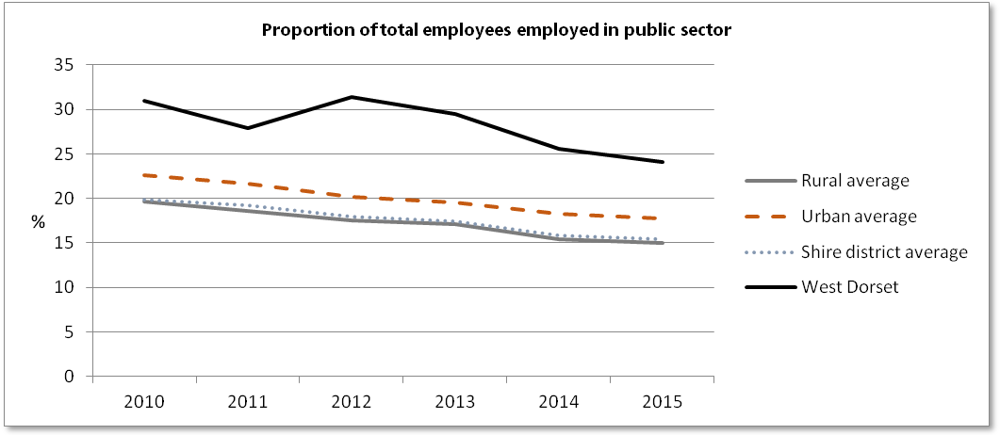 Proportion of total employees employed in public sector
35
30
25
20
15
10
5
0
%
2010 2011 2012 2013 2014 2015
Rural average
Urban average
Shire district average
West Dorset